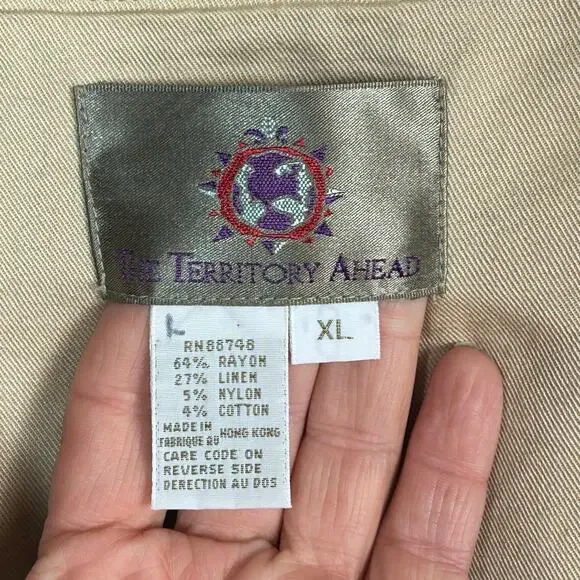 THE TERRITORY AHEAD
XL
RN88748
64% RAYON
27% LINEN
5% NYLON
4% COTTON
MADE IN
FABRIQUE AU HONG KONG
CARE CODE ON
REVERSE SIDE
DERECTION AU DOS